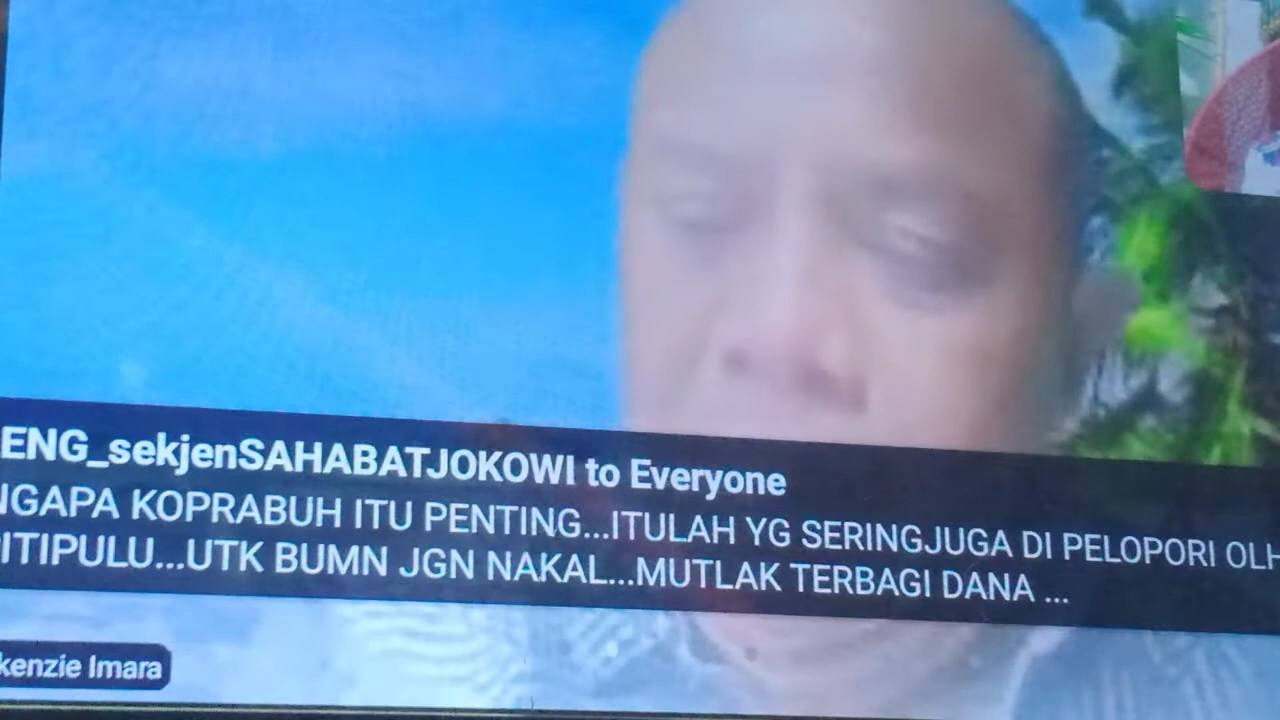 ENG_sekjenSAHABATJOKOWI to Everyone
NGAPA KOPRABUH ITU PENTING...ITULAH YG SERINGJUGA DI PELOPORI OLH
ITIPULU...UTK BUMN JGN NAKAL...MUTLAK TERBAGI DANA ...
kenzie Imara